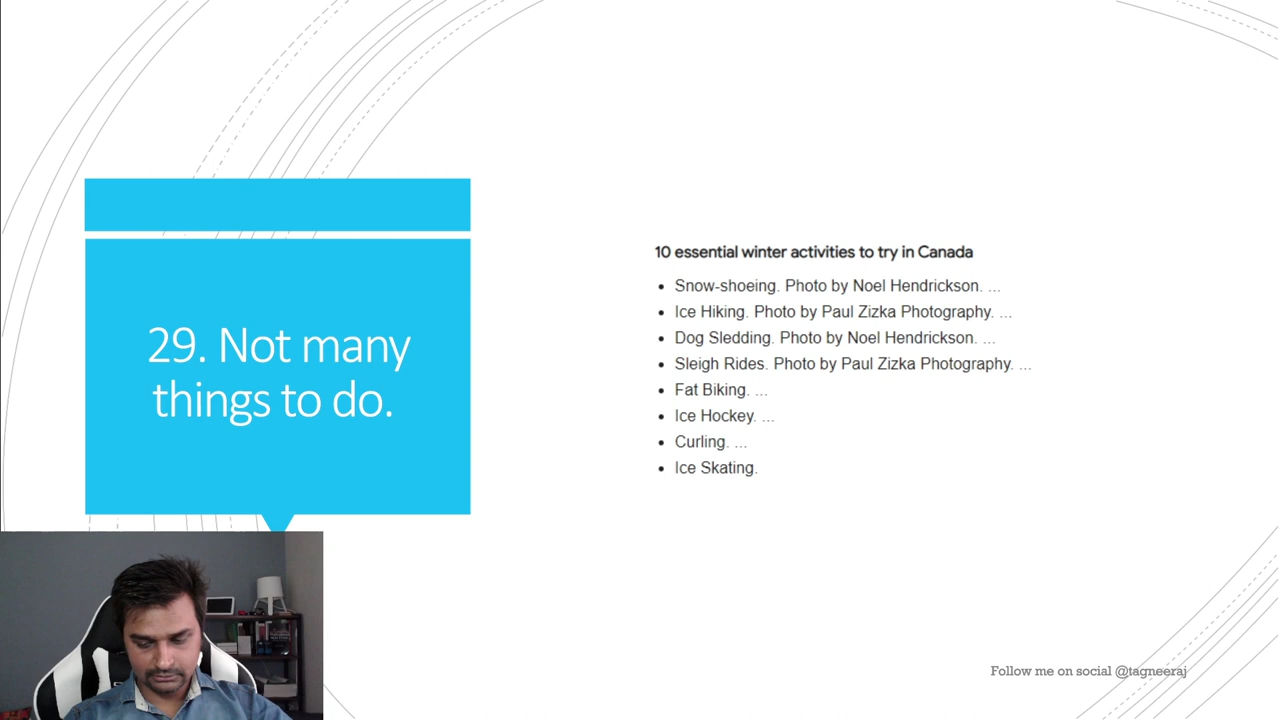 29. Not many
things to do.
10 essential winter activities to try in Canada
• Snow-shoeing. Photo by Noel Hendrickson. ...
• Ice Hiking. Photo by Paul Zizka Photography. ...
• Dog Sledding. Photo by Noel Hendrickson. ...
• Sleigh Rides. Photo by Paul Zizka Photography. ...
• Fat Biking. ...
• Ice Hockey. ...
• Curling. ...
• Ice Skating.
Follow me on social @tagneeraj